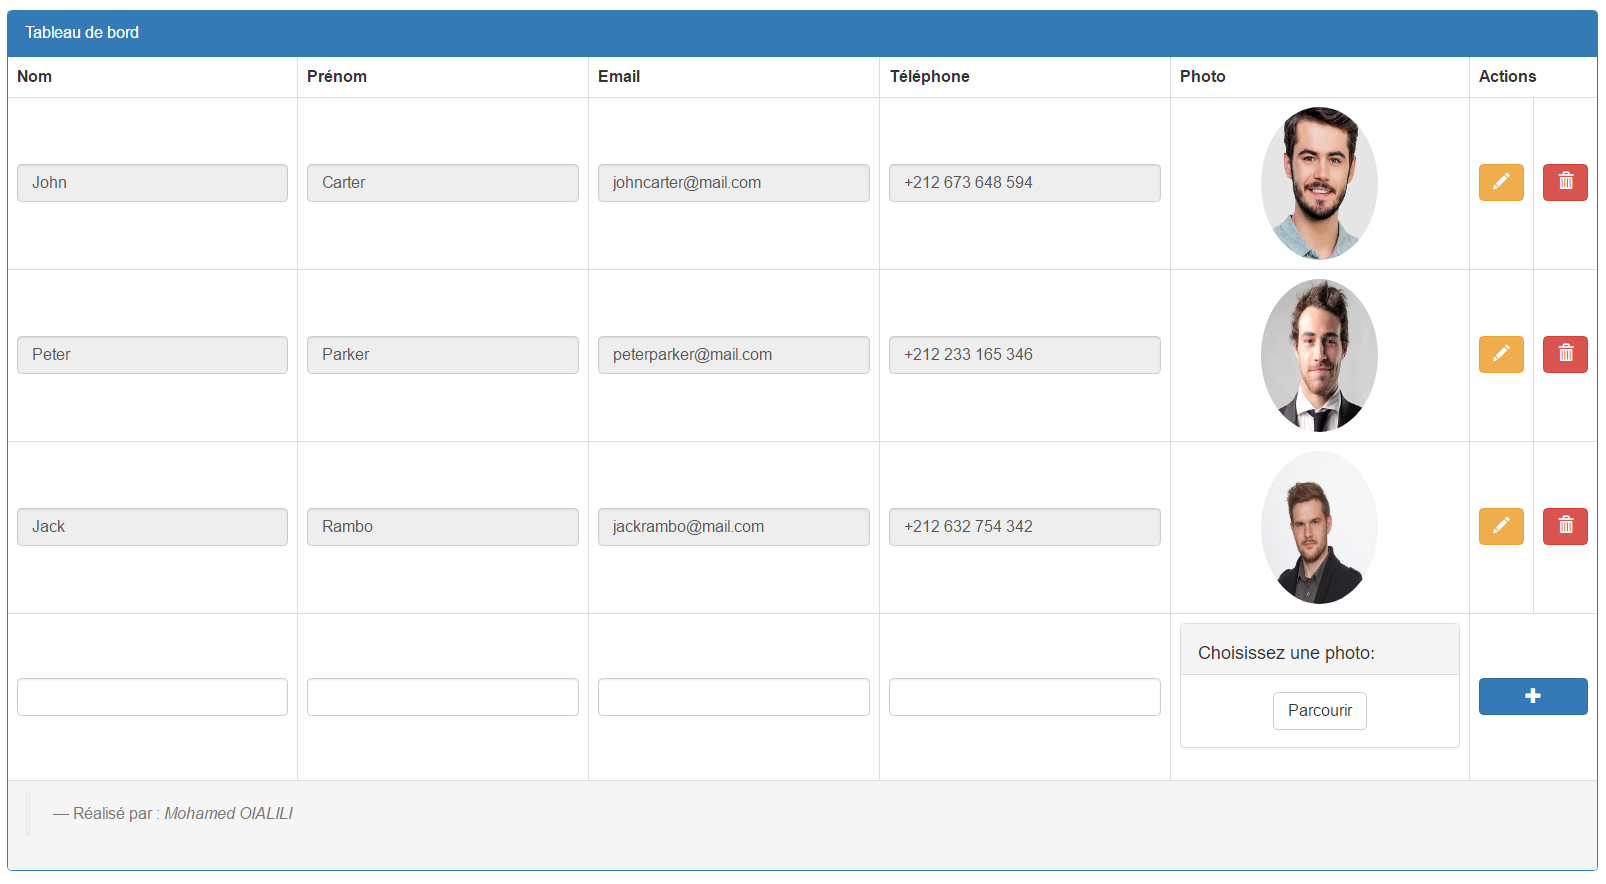 Tableau de bord
Nom Prénom Email Téléphone Photo Actions
John Carter johncarter@mail.com +212 673 648 594
Peter Parker peterparker@mail.com +212 233 165 346
Jack Rambo jackrambo@mail.com +212 632 754 342
Choisissez une photo:
Parcourir
— Réalisé par : Mohamed OIALILI